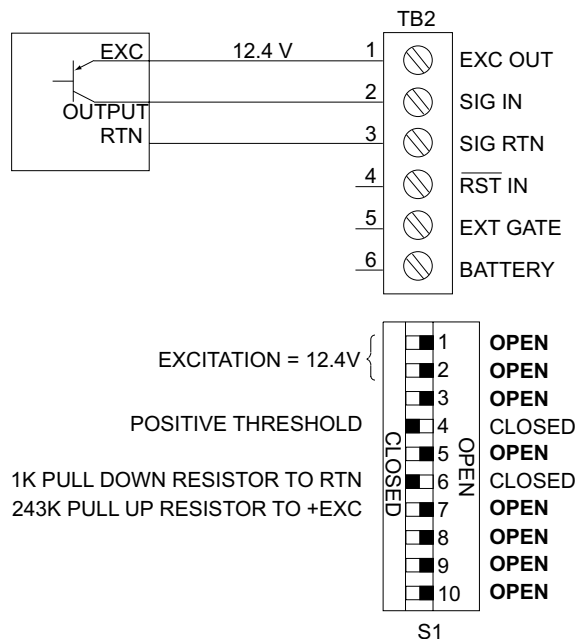 TB2
EXC
12.4 V
1
EXC OUT
OUTPUT
2
SIG IN
RTN
3
SIG RTN
4
RST IN
5
EXT GATE
6
BATTERY
EXCITATION = 12.4V
1
OPEN
2
OPEN
3
OPEN
POSITIVE THRESHOLD
4
CLOSED
5
OPEN
1K PULL DOWN RESISTOR TO RTN
6
CLOSED
243K PULL UP RESISTOR TO +EXC
7
OPEN
8
OPEN
9
OPEN
10
OPEN
CLOSED
OPEN
S1